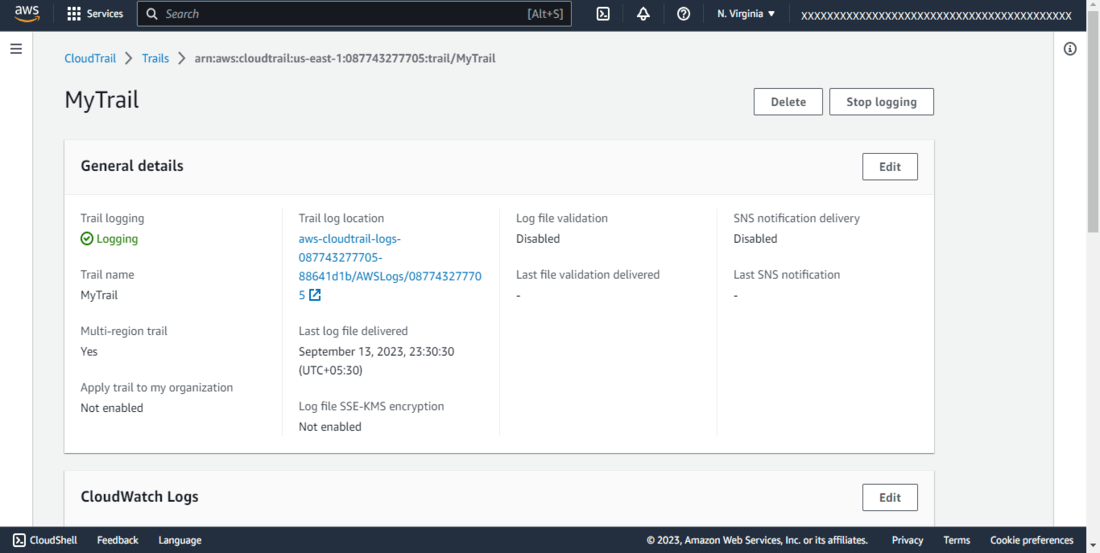 aws
Services
Search
[Alt+S]
N. Virginia
XXXXXXXXXXXXXXXXXXXXXXXXXXXXXXXXXXXXXXXXXX
CloudTrail
Trails
arn:aws:cloudtrail:us-east-1:087743277705:trail/MyTrail
MyTrail
Delete
Stop logging
General details
Edit
Trail logging
Logging
Trail name
MyTrail
Multi-region trail
Yes
Apply trail to my organization
Not enabled
Trail log location
aws-cloudtrail-logs-
087743277705-
88641d1b/AWSLogs/08774327770
5
Last log file delivered
September 13, 2023, 23:30:30
(UTC+05:30)
Log file SSE-KMS encryption
Not enabled
Log file validation
Disabled
Last file validation delivered
-
SNS notification delivery
Disabled
Last SNS notification
-
CloudWatch Logs
Edit
CloudShell
Feedback
Language
© 2023, Amazon Web Services, Inc. or its affiliates.
Privacy
Terms
Cookie preferences